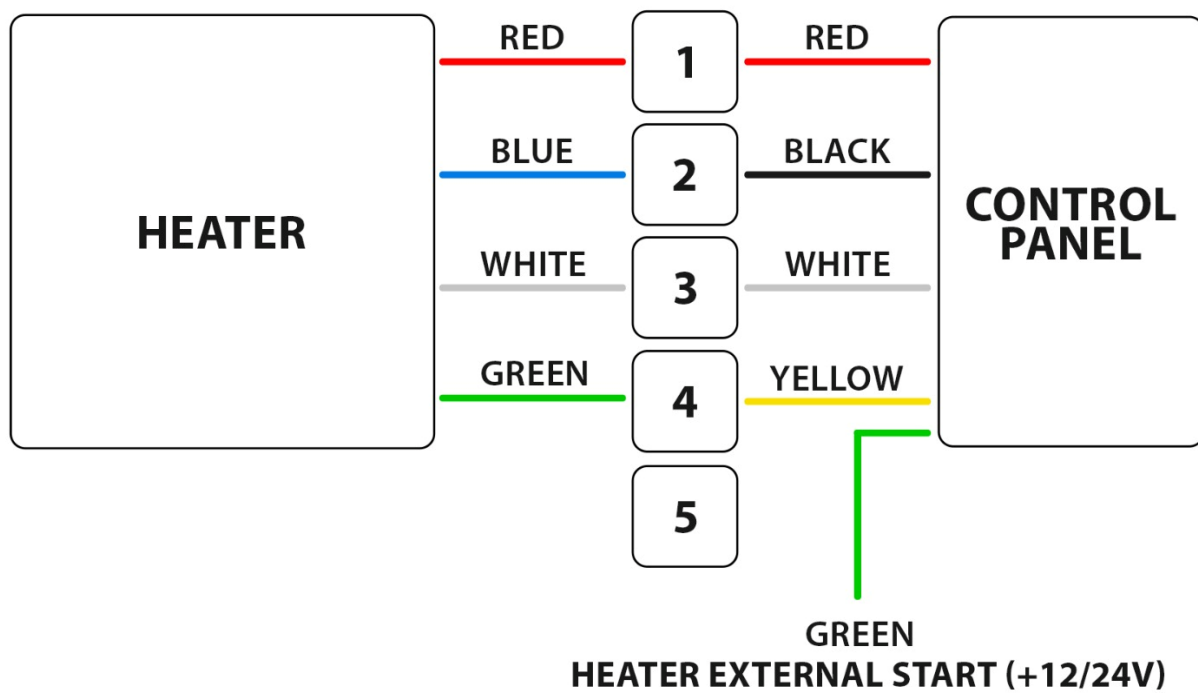 RED
1
RED
BLUE
2
BLACK
HEATER
CONTROL
PANEL
WHITE
3
WHITE
GREEN
4
YELLOW
5
GREEN
HEATER EXTERNAL START (+12/24V)